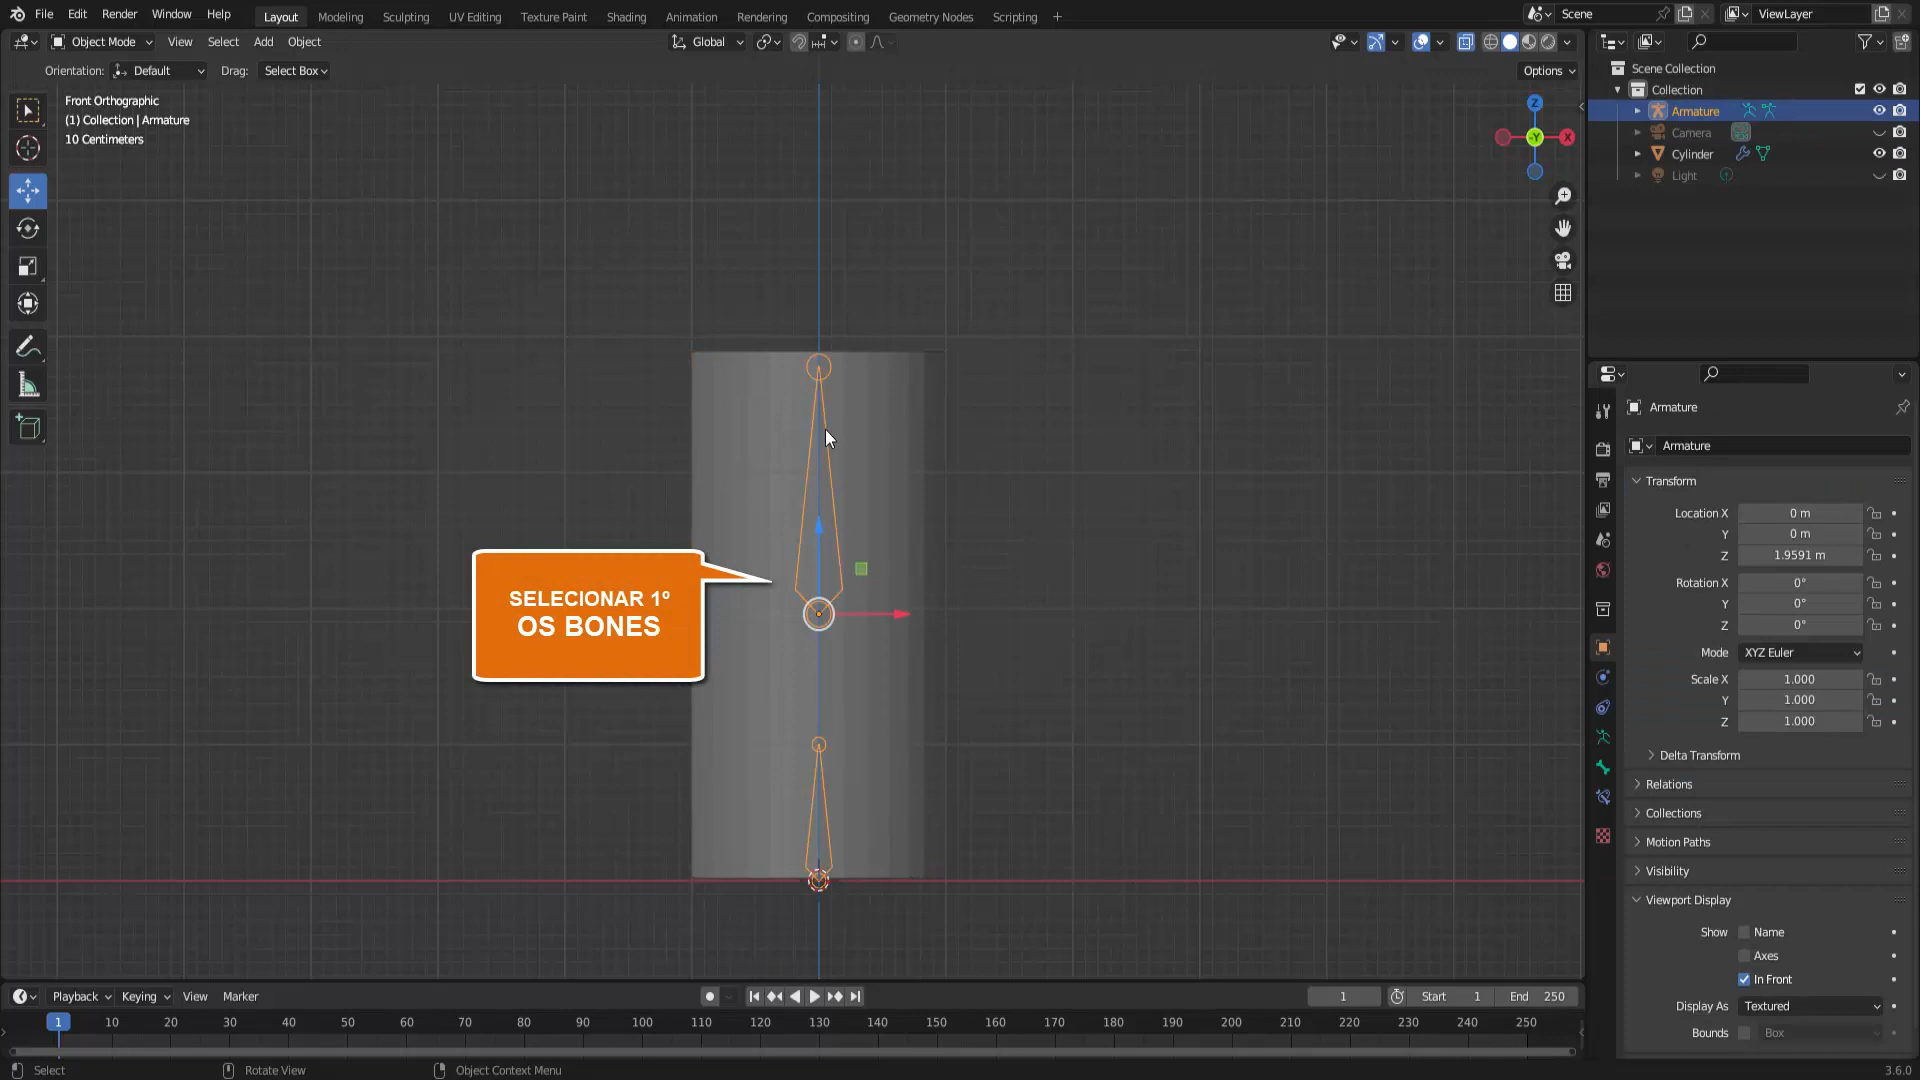 File Edit Render Window Help Layout Modeling Sculpting UV Editing Texture Paint Shading Animation Rendering Compositing Geometry Nodes Scripting Scene ViewLayer
Object Mode View Select Add Object Global
Orientation: Default Drag: Select Box Options
Front Orthographic
(1) Collection | Armature
10 Centimeters
Z
-Y
X
SELECIONAR 1º
OS BONES
Scene Collection
Collection
Armature
Camera
Cylinder
Light
Armature
Armature
Transform
Location X 0 m
Y 0 m
Z 1.9591 m
Rotation X 0°
Y 0°
Z 0°
Mode XYZ Euler
Scale X 1.000
Y 1.000
Z 1.000
Delta Transform
Relations
Collections
Motion Paths
Visibility
Viewport Display
Show Name
Axes
In Front
Display As Textured
Bounds Box
Playback Keying View Marker 1 Start 1 End 250
1 10 20 30 40 50 60 70 80 90 100 110 120 130 140 150 160 170 180 190 200 210 220 230 240 250
Select Rotate View Object Context Menu 3.6.0